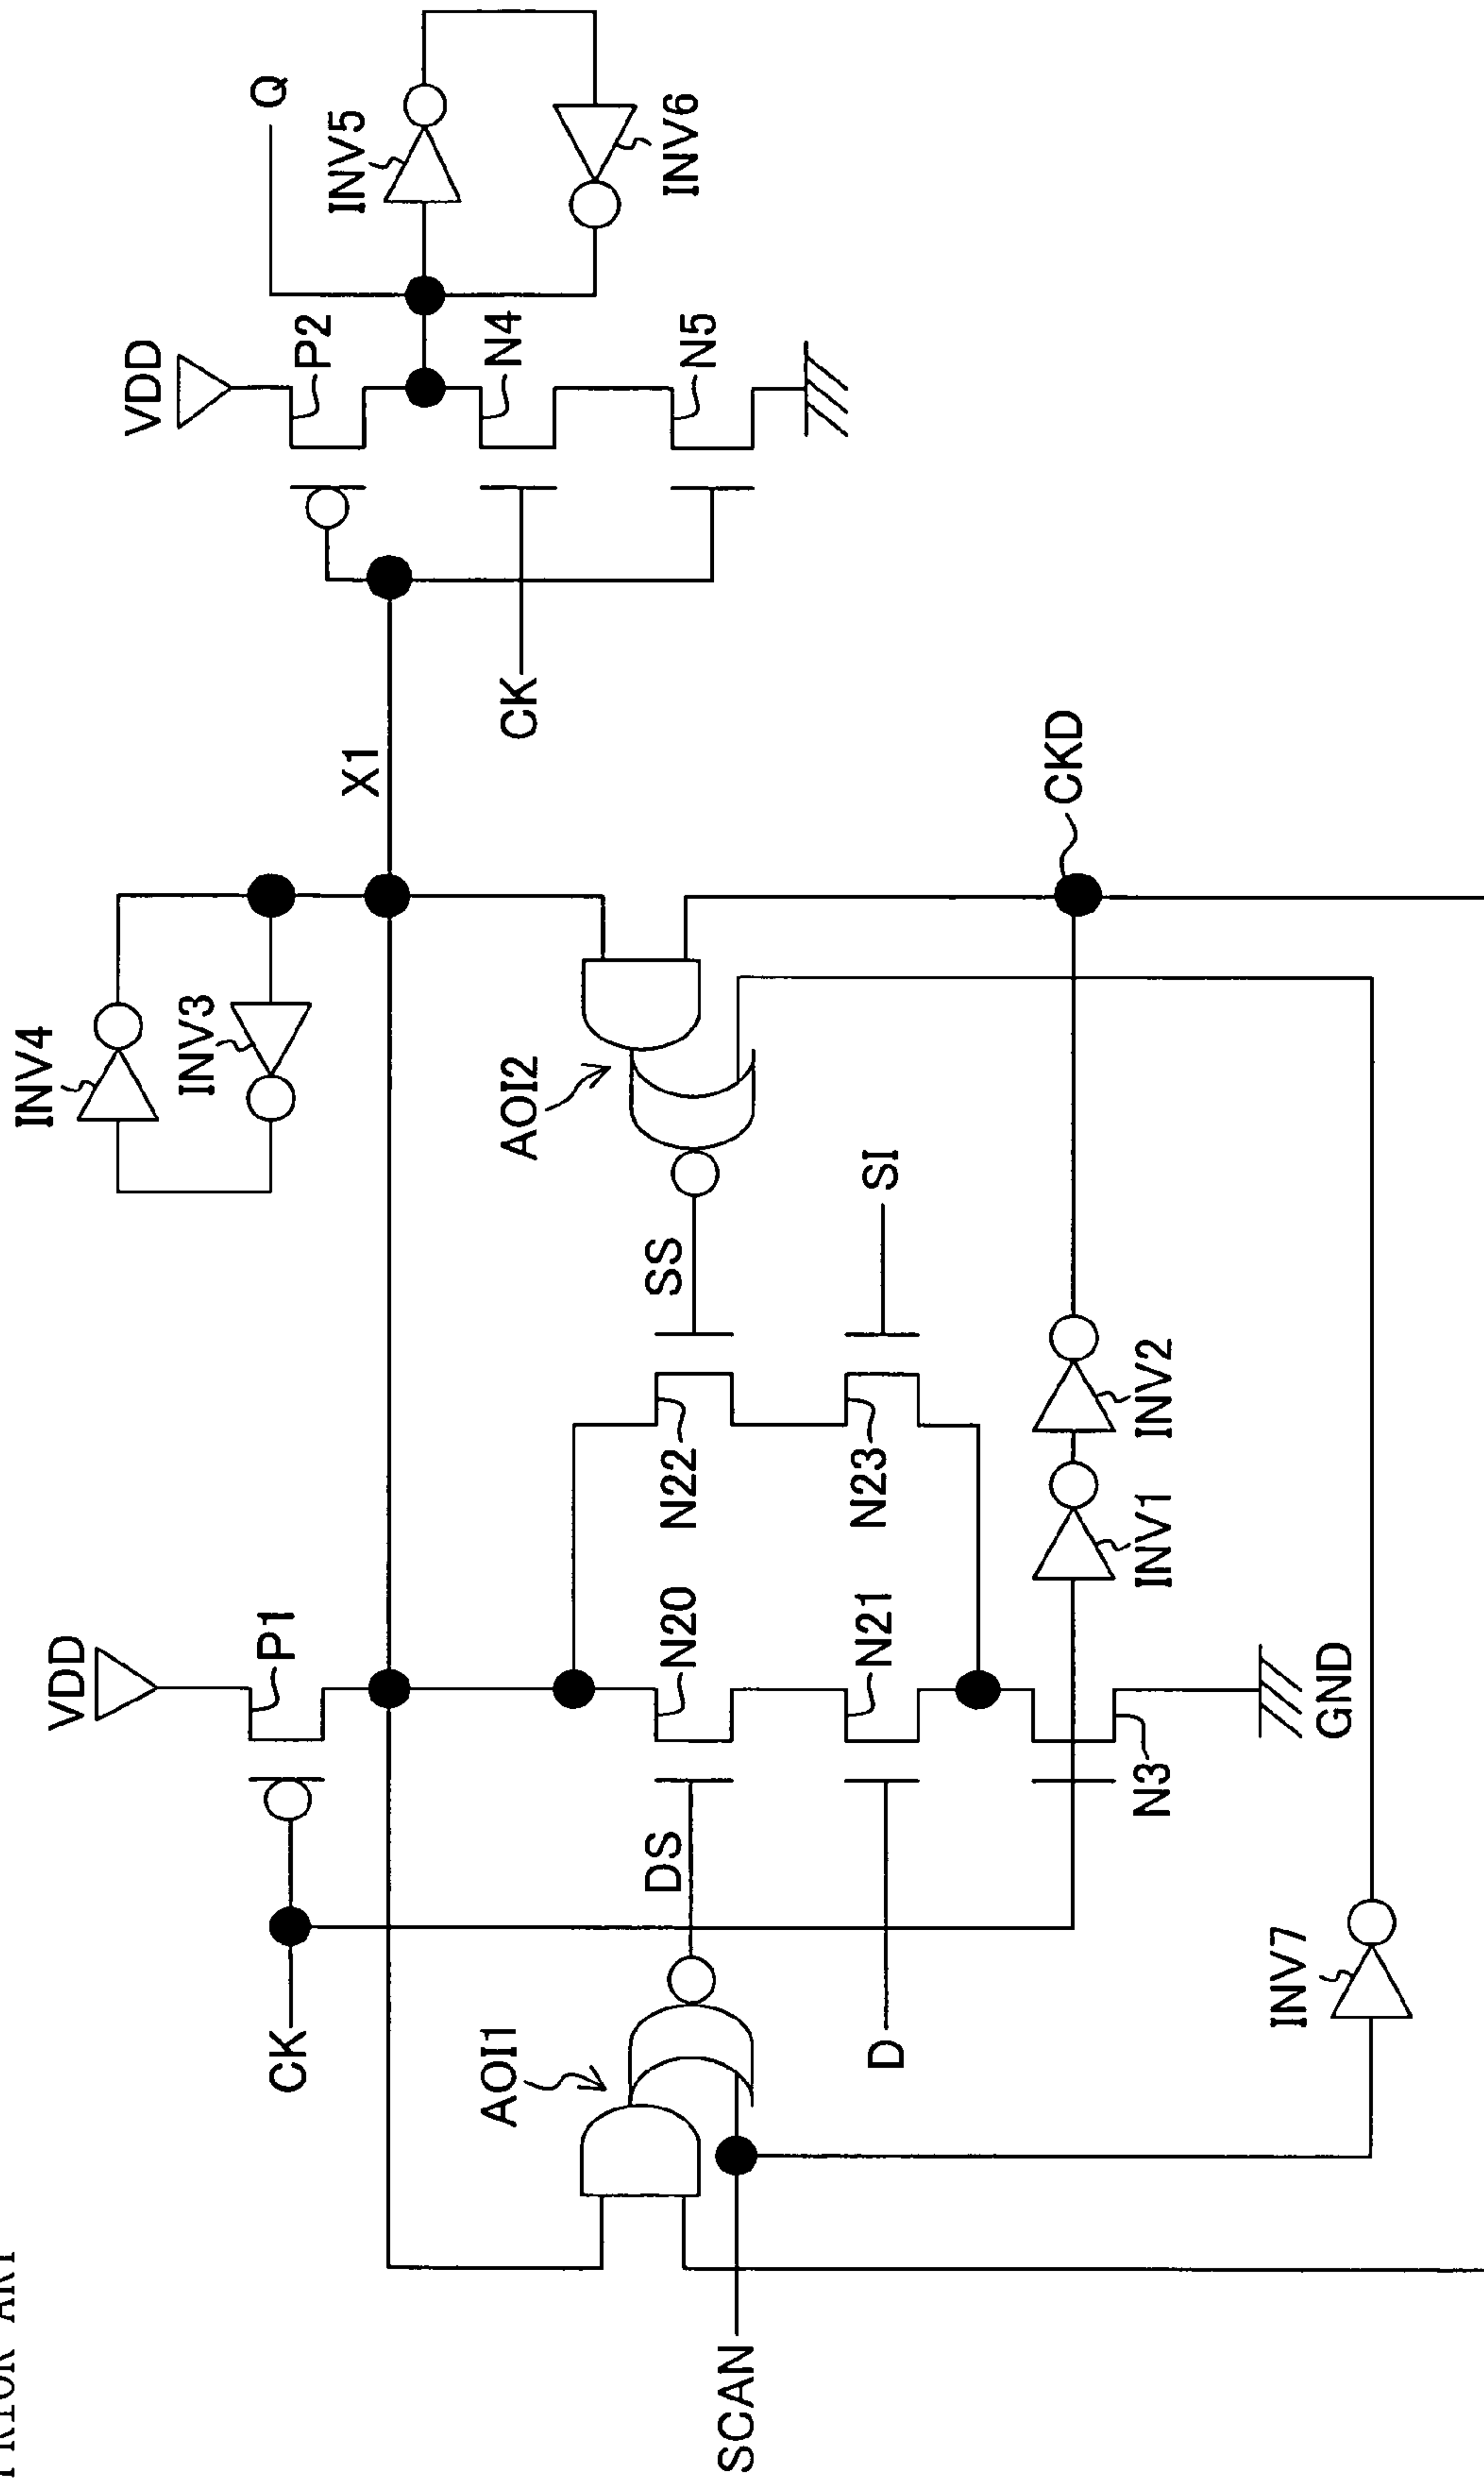 PRIOR ART
VDD
CK
P1
INV4
INV3
X1
VDD
P2
Q
INV5
INV6
N4
N5
CK
AOI1
DS
N20
N22
SS
AOI2
D
N21
N23
SI
SCAN
N3
INV1
INV2
CKD
INV7
GND